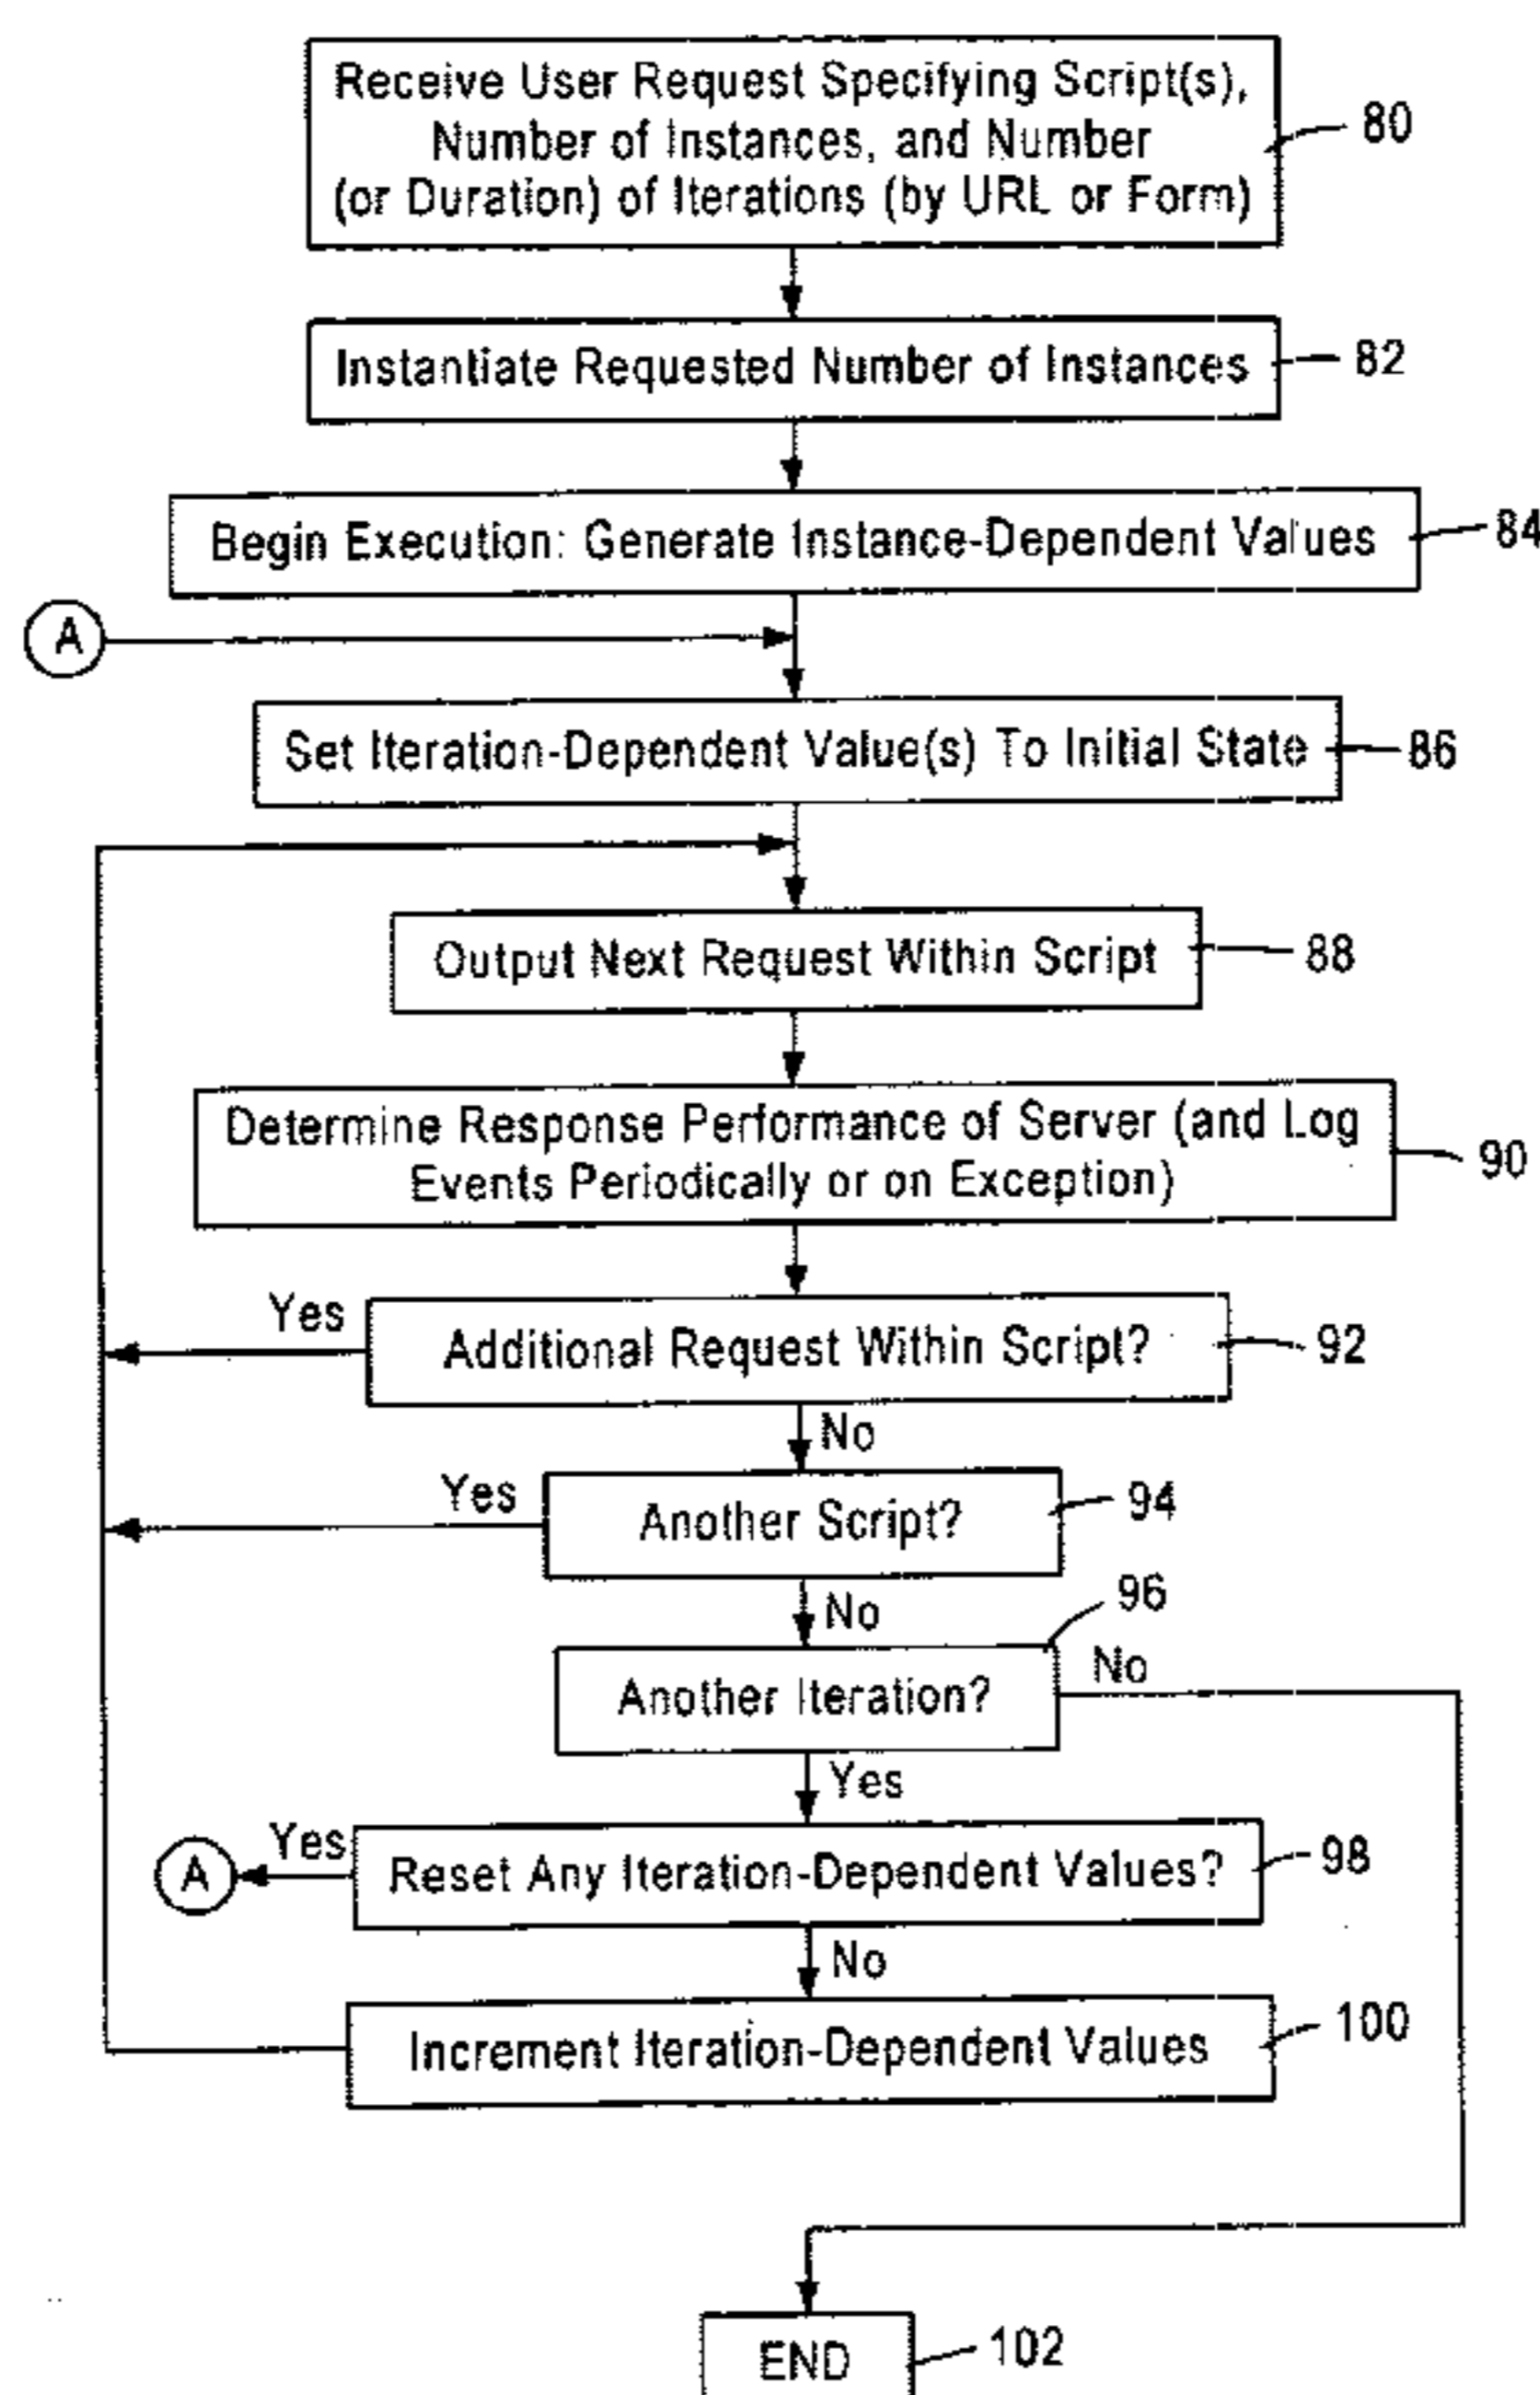 Receive User Request Specifying Script(s),
Number of Instances, and Number
(or Duration) of Iterations (by URL or Form)
80
Instantiate Requested Number of Instances
82
Begin Execution: Generate Instance-Dependent Values
84
A
Set Iteration-Dependent Value(s) To Initial State
86
Output Next Request Within Script
88
Determine Response Performance of Server (and Log
Events Periodically or on Exception)
90
Yes
Additional Request Within Script?
92
No
Yes
Another Script?
94
No
96
Another Iteration?
No
Yes
A
Yes
Reset Any Iteration-Dependent Values?
98
No
Increment Iteration-Dependent Values
100
END
102